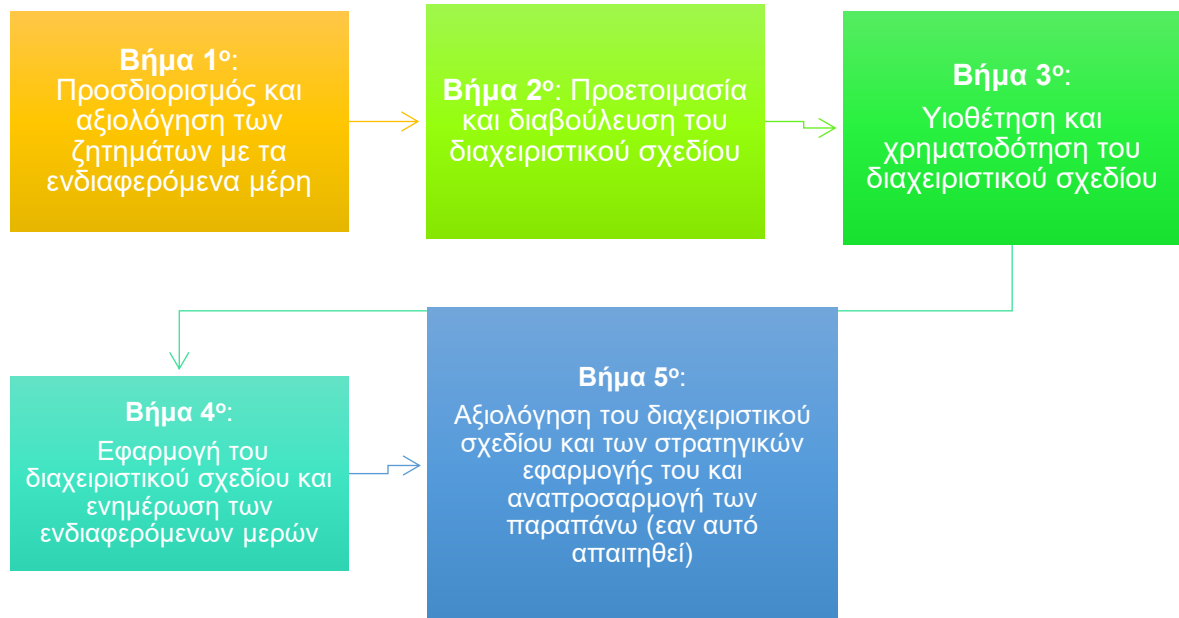 Βήμα 1ο:
Προσδιορισμός και
αξιολόγηση των
ζητημάτων με τα
ενδιαφερόμενα μέρη
Βήμα 2ο: Προετοιμασία
και διαβούλευση του
διαχειριστικού σχεδίου
Βήμα 3ο:
Υιοθέτηση και
χρηματοδότηση του
διαχειριστικού σχεδίου
Βήμα 4ο:
Εφαρμογή του
διαχειριστικού σχεδίου και
ενημέρωση των
ενδιαφερόμενων μερών
Βήμα 5ο:
Αξιολόγηση του διαχειριστικού
σχεδίου και των στρατηγικών
εφαρμογής του και
αναπροσαρμογή των
παραπάνω (εαν αυτό
απαιτηθεί)